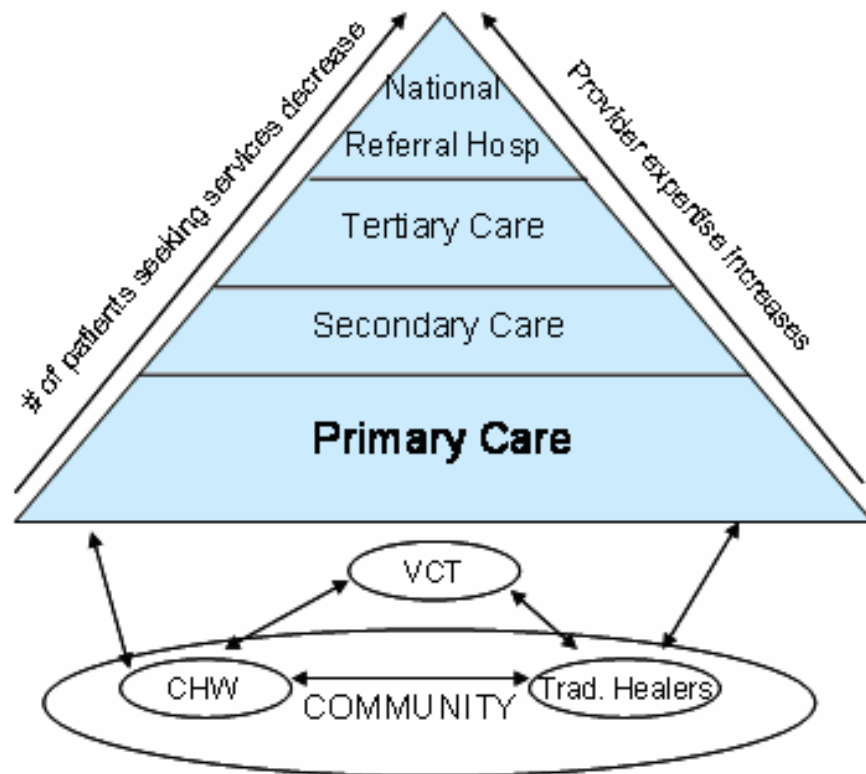 # of patients seeking services decrease
Provider expertise increases
National
Referral Hosp
Tertiary Care
Secondary Care
Primary Care
VCT
CHW
Trad. Healers
COMMUNITY